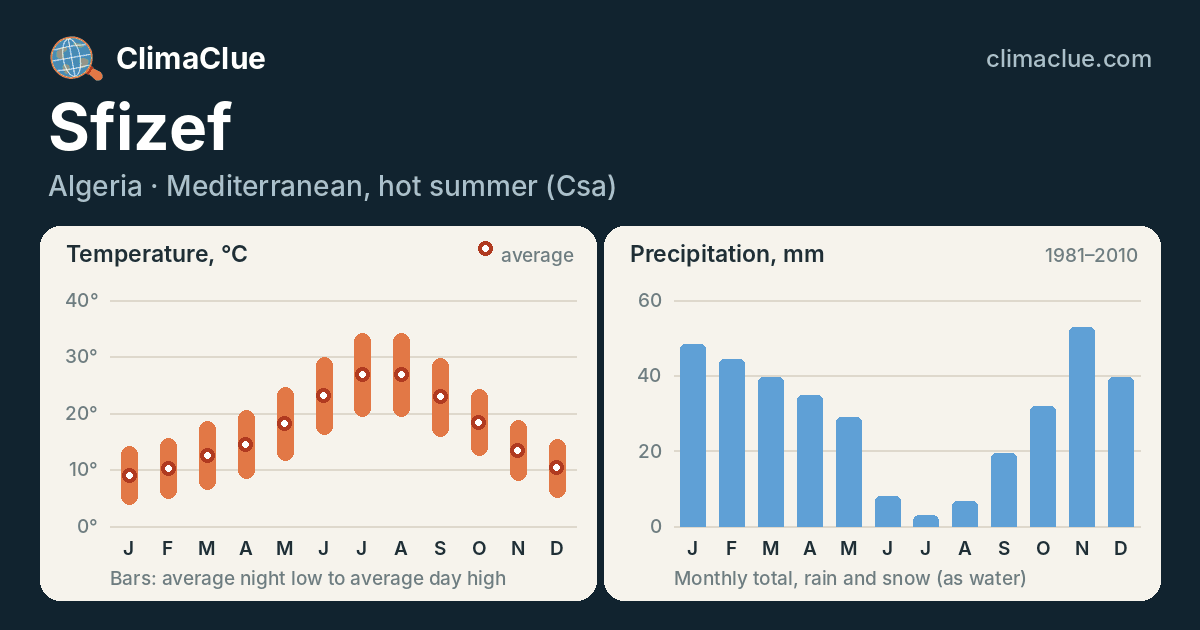 ClimaClue
climaclue.com
Sfizef
Algeria · Mediterranean, hot summer (Csa)
Temperature, °C
average
40°
30°
20°
10°
0°
J F M A M J J A S O N D
Bars: average night low to average day high
Precipitation, mm
1981–2010
60
40
20
0
J F M A M J J A S O N D
Monthly total, rain and snow (as water)